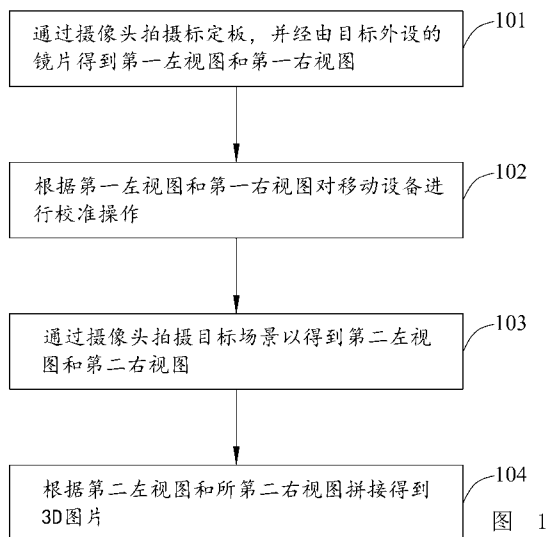 通过摄像头拍摄标定板，并经由目标外设的
镜片得到第一左视图和第一右视图
101
根据第一左视图和第一右视图对移动设备进
行校准操作
102
通过摄像头拍摄目标场景以得到第二左视
图和第二右视图
103
根据第二左视图和所第二右视图拼接得到
3D图片
104
图 1